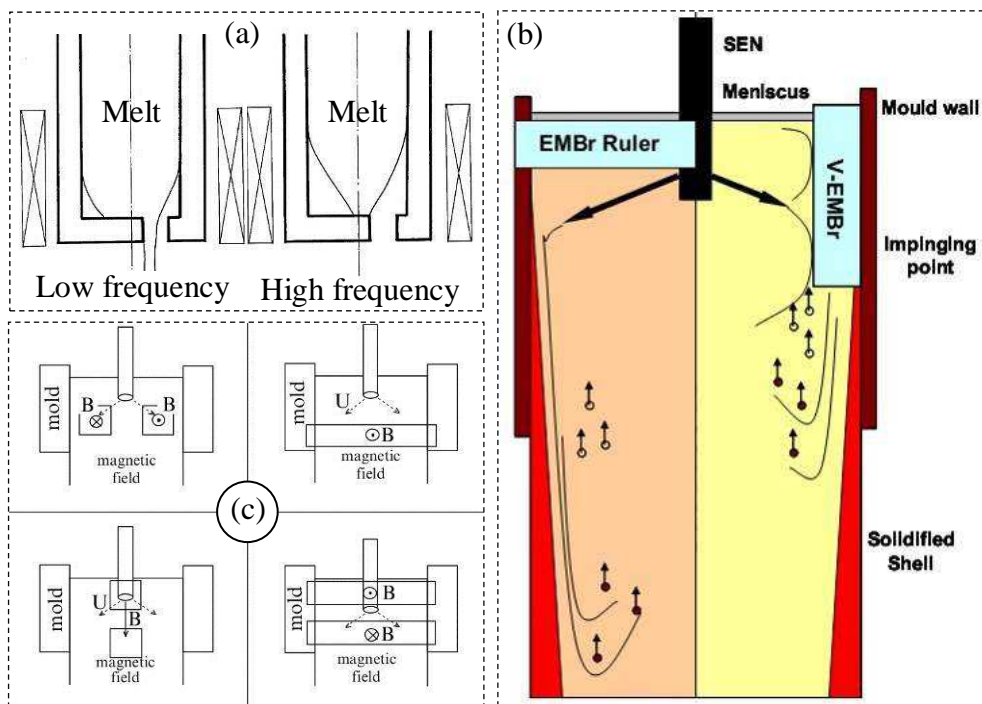 (a)
Melt
Melt
Low frequency
High frequency
(b)
SEN
Meniscus
Mould wall
EMBr Ruler
V-EMBr
Impinging
point
Solidified
Shell
mold
B
B
magnetic
field
mold
U
B
magnetic
field
(c)
mold
U
B
magnetic
field
mold
B
B
magnetic
field